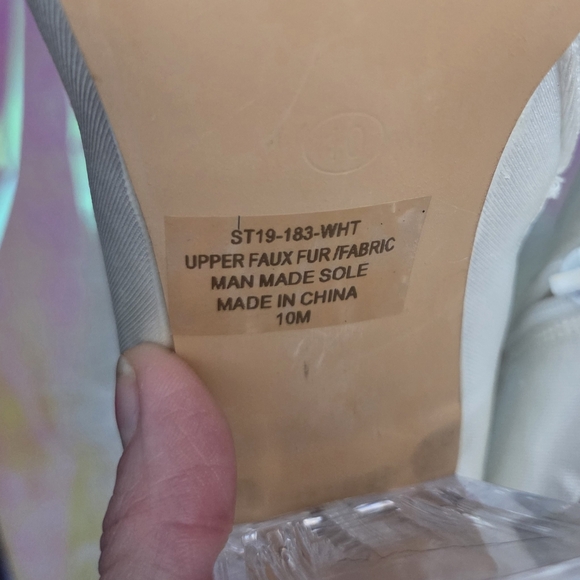 ST19-183-WHT
UPPER FAUX FUR /FABRIC
MAN MADE SOLE
MADE IN CHINA
10M